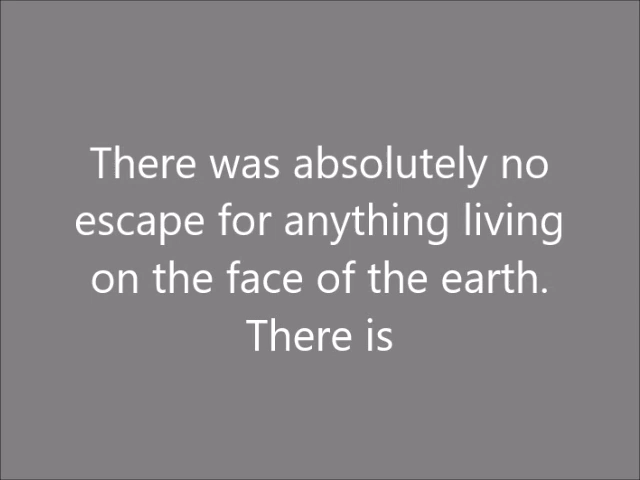 There was absolutely no
escape for anything living
on the face of the earth.
There is